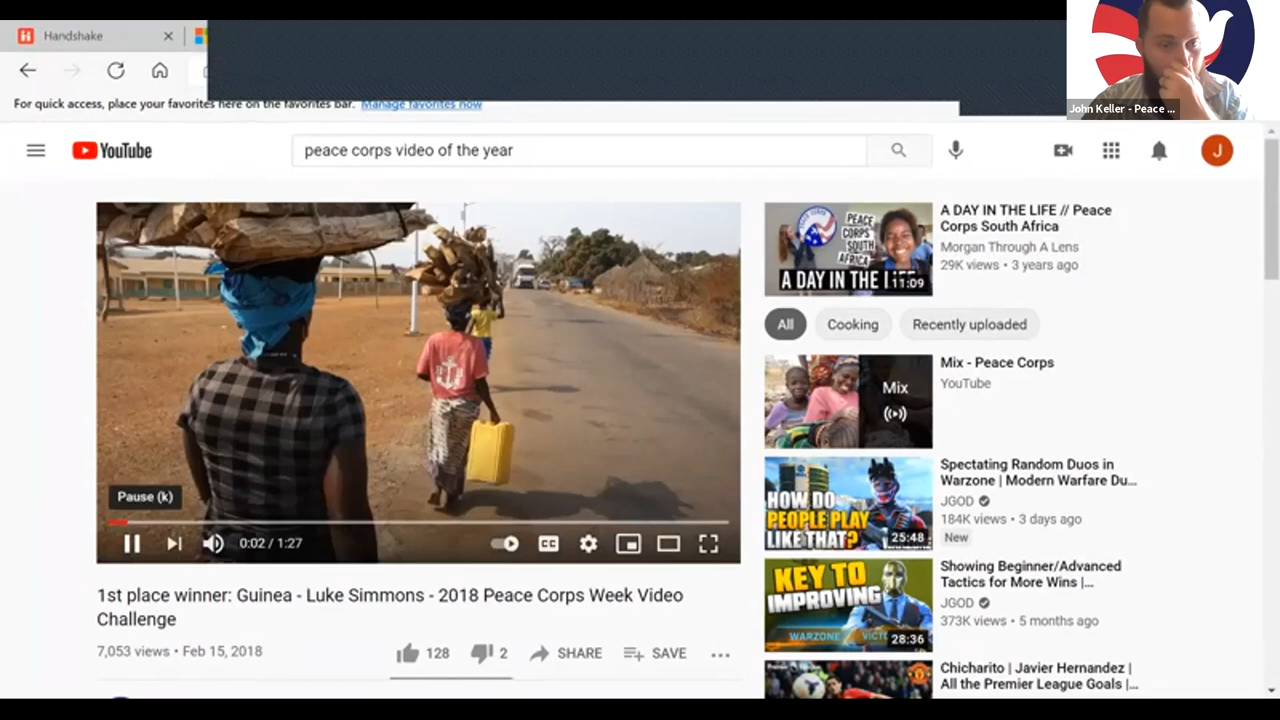 Handshake
For quick access, place your favorites here on the favorites bar. Manage favorites now
John Keller - Peace ...
YouTube
peace corps video of the year
J
Pause (k)
0:02 / 1:27
CC
1st place winner: Guinea - Luke Simmons - 2018 Peace Corps Week Video
Challenge
7,053 views • Feb 15, 2018
128
2
SHARE
SAVE
PEACE
CORPS
SOUTH
AFRICA
A DAY IN THE LIFE
11:09
A DAY IN THE LIFE // Peace
Corps South Africa
Morgan Through A Lens
29K views • 3 years ago
All
Cooking
Recently uploaded
Mix
Mix - Peace Corps
YouTube
HOW DO
PEOPLE PLAY
LIKE THAT?
25:48
Spectating Random Duos in
Warzone | Modern Warfare Du...
JGOD
184K views • 3 days ago
New
KEY TO
IMPROVING
WARZONE
28:36
Showing Beginner/Advanced
Tactics for More Wins |...
JGOD
373K views • 5 months ago
Chicharito | Javier Hernandez |
All the Premier League Goals |...